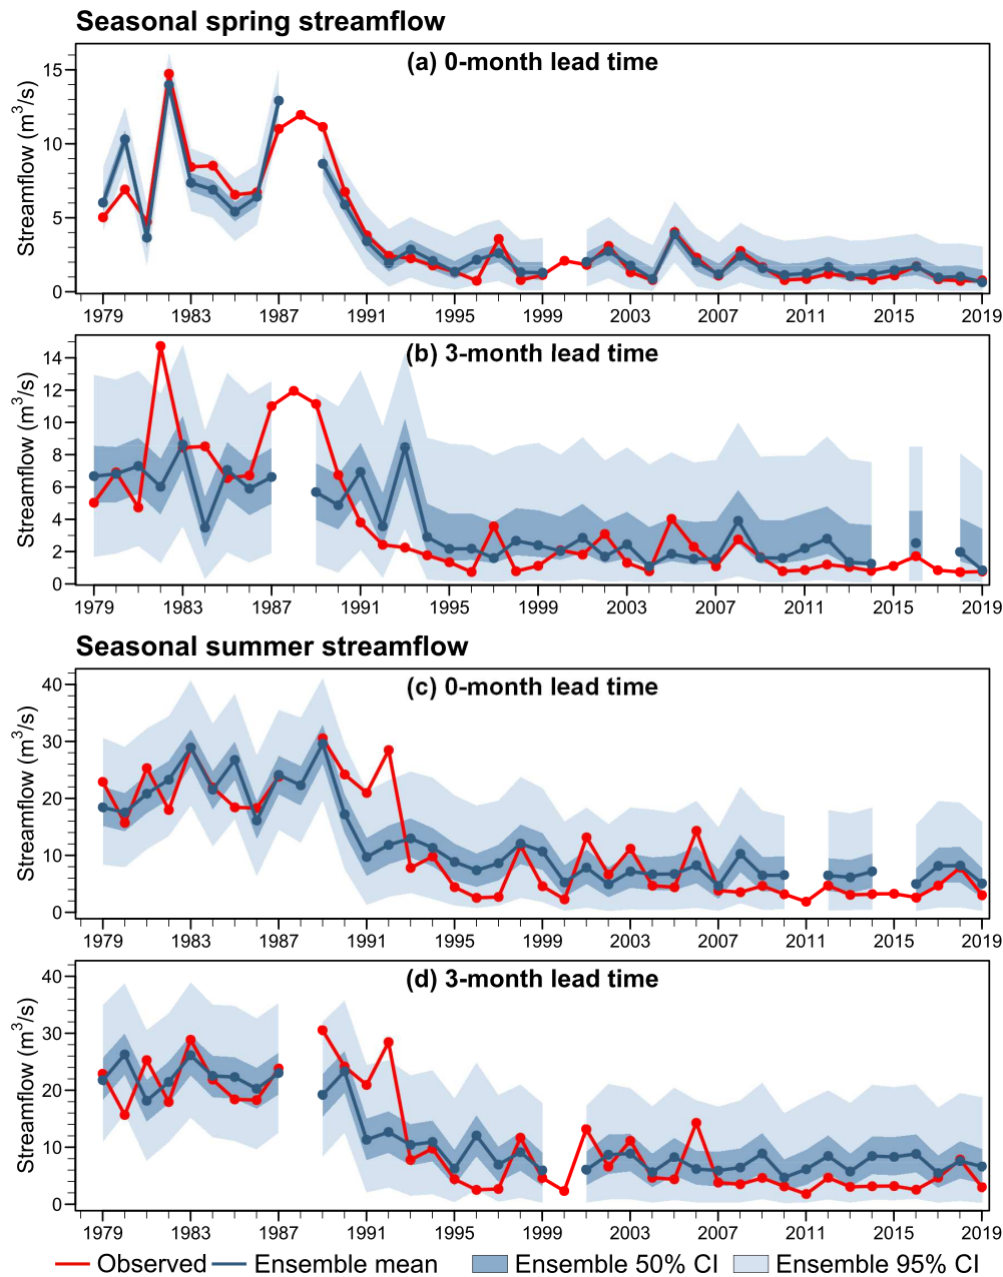 Seasonal spring streamflow
(a) 0-month lead time
Streamflow (m³/s)
15
10
5
0
1979 1983 1987 1991 1995 1999 2003 2007 2011 2015 2019
(b) 3-month lead time
Streamflow (m³/s)
14
12
10
8
6
4
2
0
1979 1983 1987 1991 1995 1999 2003 2007 2011 2015 2019
Seasonal summer streamflow
(c) 0-month lead time
Streamflow (m³/s)
40
30
20
10
0
1979 1983 1987 1991 1995 1999 2003 2007 2011 2015 2019
(d) 3-month lead time
Streamflow (m³/s)
40
30
20
10
0
1979 1983 1987 1991 1995 1999 2003 2007 2011 2015 2019
Observed Ensemble mean Ensemble 50% CI Ensemble 95% CI